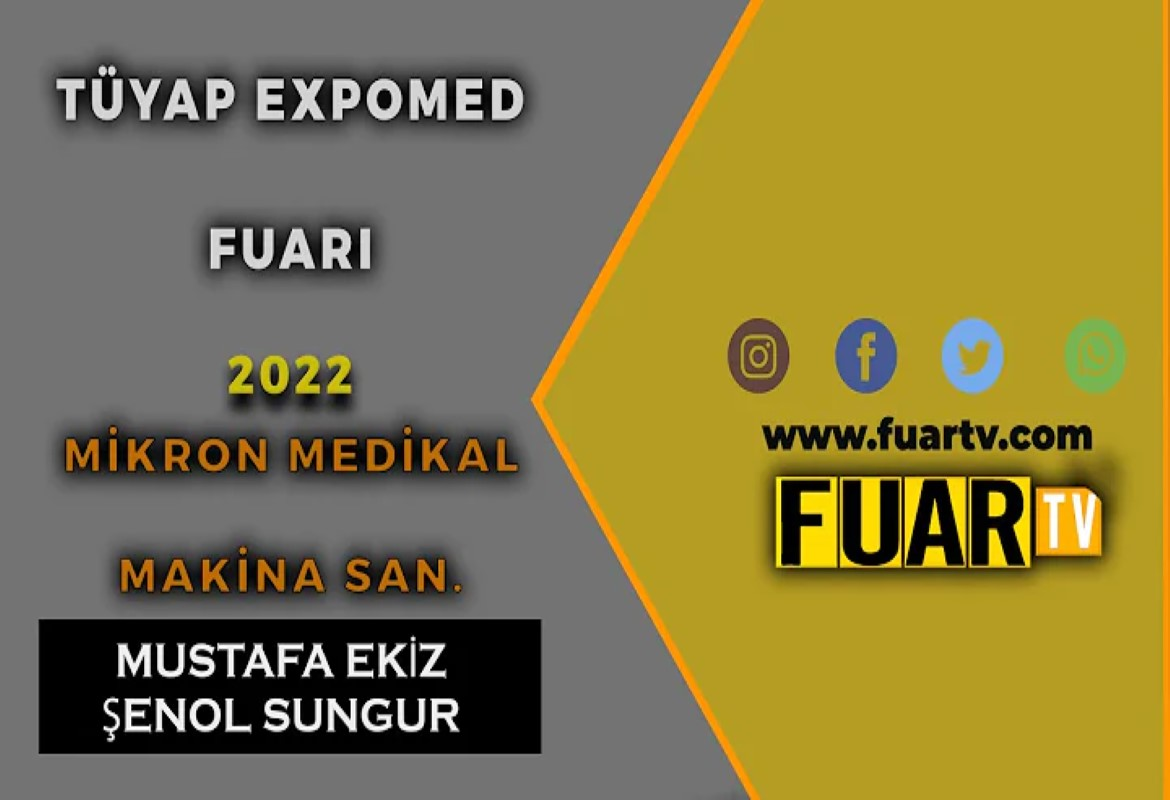 TÜYAP EXPOMED
FUARI
2022
MİKRON MEDİKAL
MAKİNA SAN.
MUSTAFA EKİZ
ŞENOL SUNGUR
www.fuartv.com
FUAR TV